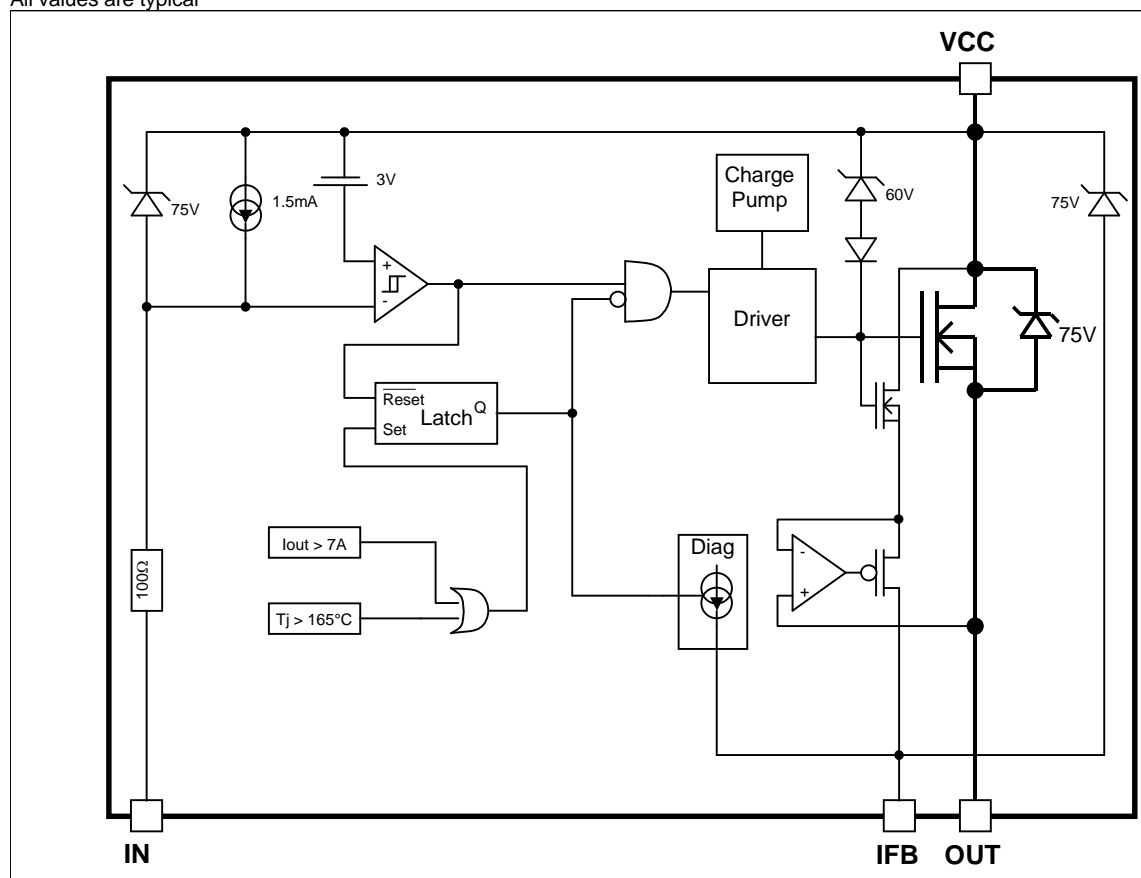 All values are typical
VCC
3V
75V
1.5mA
Charge
Pump
60V
75V
+
-
Driver
75V
Reset
Latch
Q
Set
Iout > 7A
Tj > 165°C
Diag
-
+
100Ω
IN
IFB
OUT